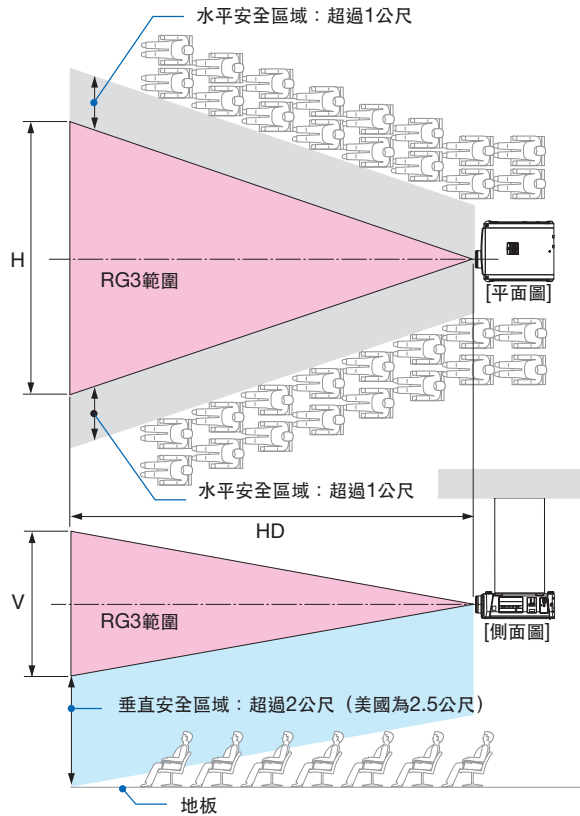 水平安全區域：超過1公尺
H
RG3範圍
[平面圖]
水平安全區域：超過1公尺
HD
V
RG3範圍
[側面圖]
垂直安全區域：超過2公尺（美國為2.5公尺）
地板